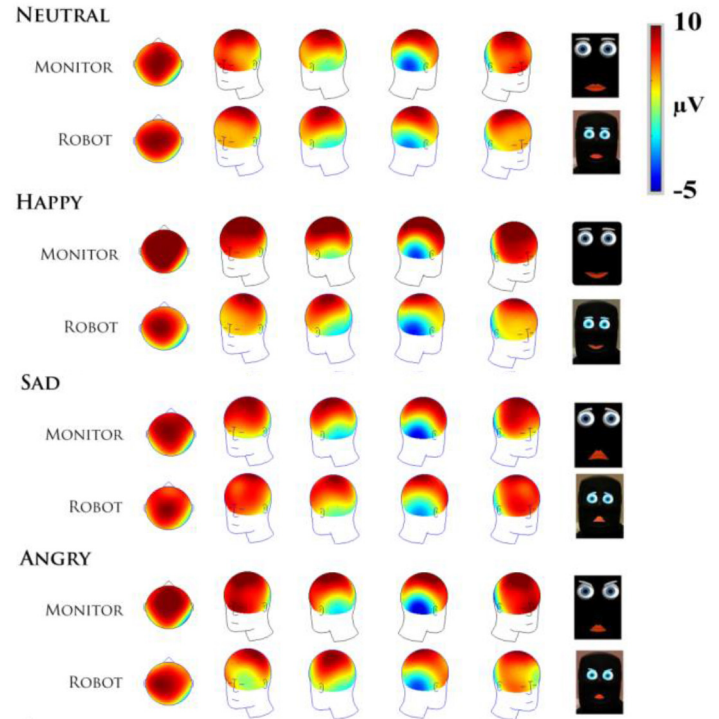 NEUTRAL
10
MONITOR
µV
ROBOT
-5
HAPPY
MONITOR
ROBOT
SAD
MONITOR
ROBOT
ANGRY
MONITOR
ROBOT